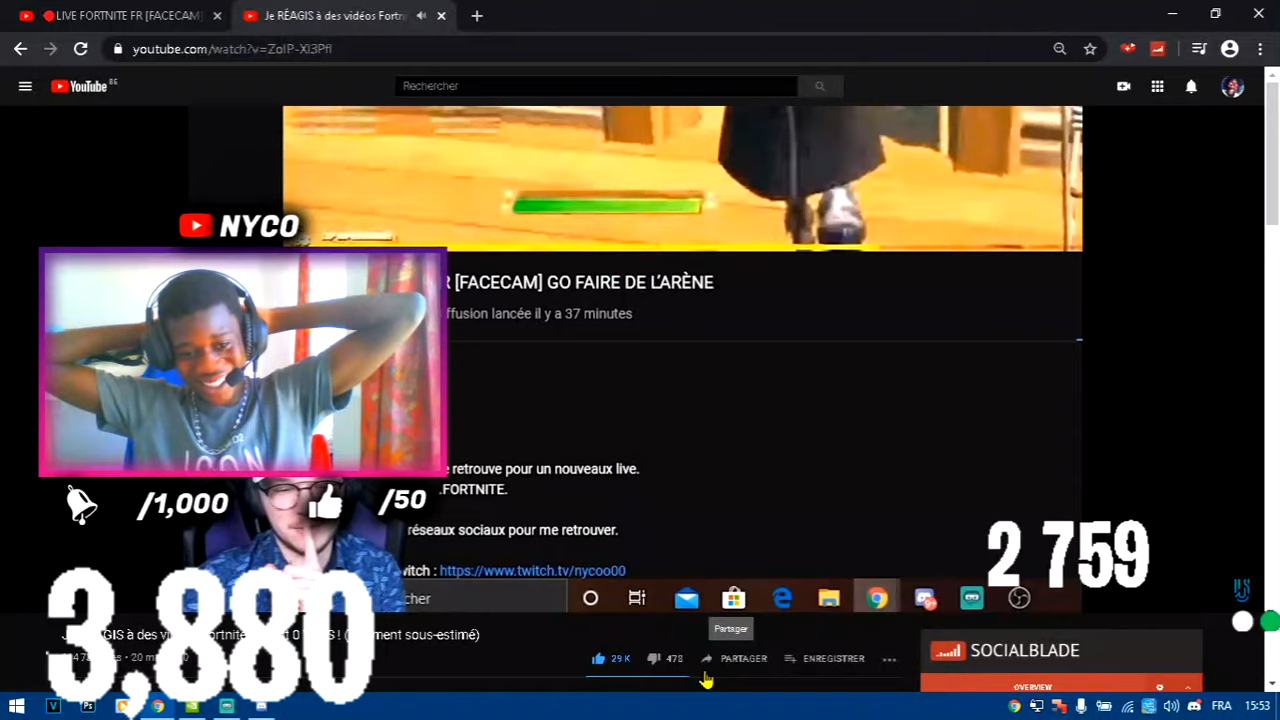 LIVE FORTNITE FR [FACECAM]
Je RÉAGIS à des vidéos Fortni
youtube.com/watch?v=ZoIP-XI3PfI
YouTube
Rechercher
NYCO
R [FACECAM] GO FAIRE DE L'ARÈNE
ffusion lancée il y a 37 minutes
e retrouve pour un nouveaux live.
.FORTNITE.
réseaux sociaux pour me retrouver.
witch : https://www.twitch.tv/nycoo00
/1,000
/50
2 759
3,880
cher
Partager
29 K
478
PARTAGER
ENREGISTRER
SOCIALBLADE
OVERVIEW
FRA
15:53